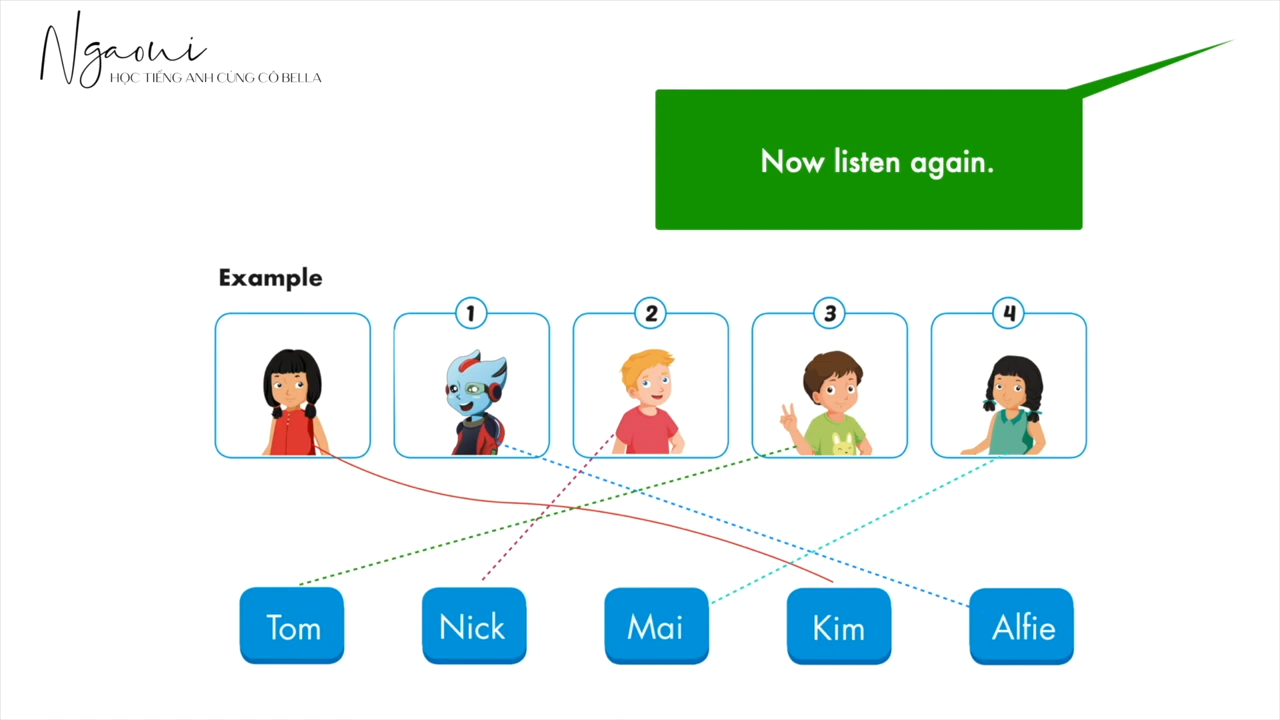 Ngaoni
HỌC TIẾNG ANH CÙNG CÔ BELLA
Now listen again.
Example
1
2
3
4
Tom
Nick
Mai
Kim
Alfie